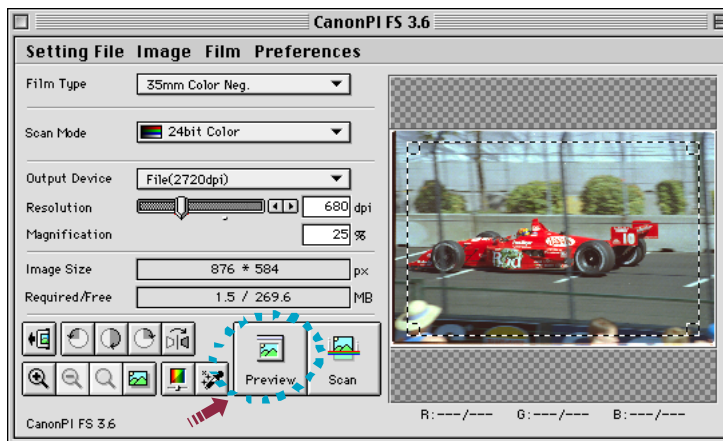 CanonPI FS 3.6
Setting File Image Film Preferences
Film Type 35mm Color Neg.
Scan Mode 24bit Color
Output Device File(2720dpi)
Resolution 680 dpi
Magnification 25 %
Image Size 876 * 584 px
Required/Free 1.5 / 269.6 MB
Preview Scan
CanonPI FS 3.6
R:---/--- G:---/--- B:---/---
10